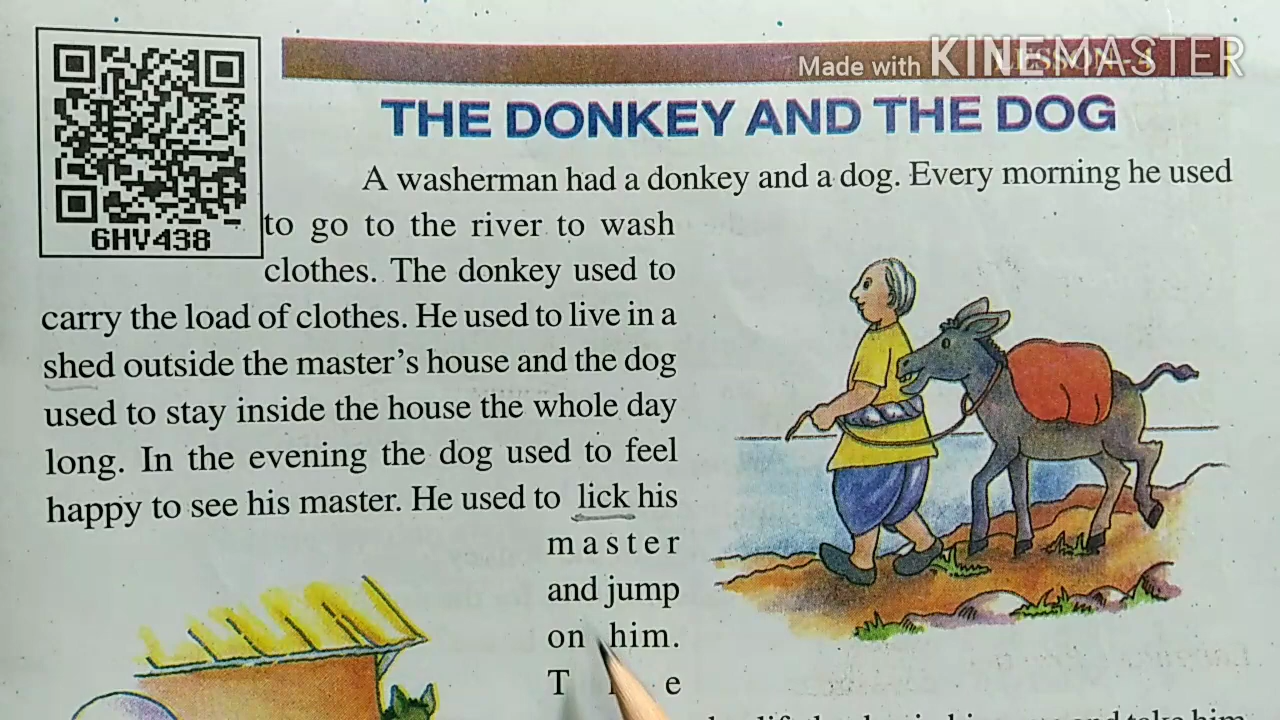 Made with KINEMASTER
LESSON - 4
THE DONKEY AND THE DOG
A washerman had a donkey and a dog. Every morning he used
to go to the river to wash
clothes. The donkey used to
carry the load of clothes. He used to live in a
shed outside the master's house and the dog
used to stay inside the house the whole day
long. In the evening the dog used to feel
happy to see his master. He used to lick his
master
and jump
on him.
6HV438